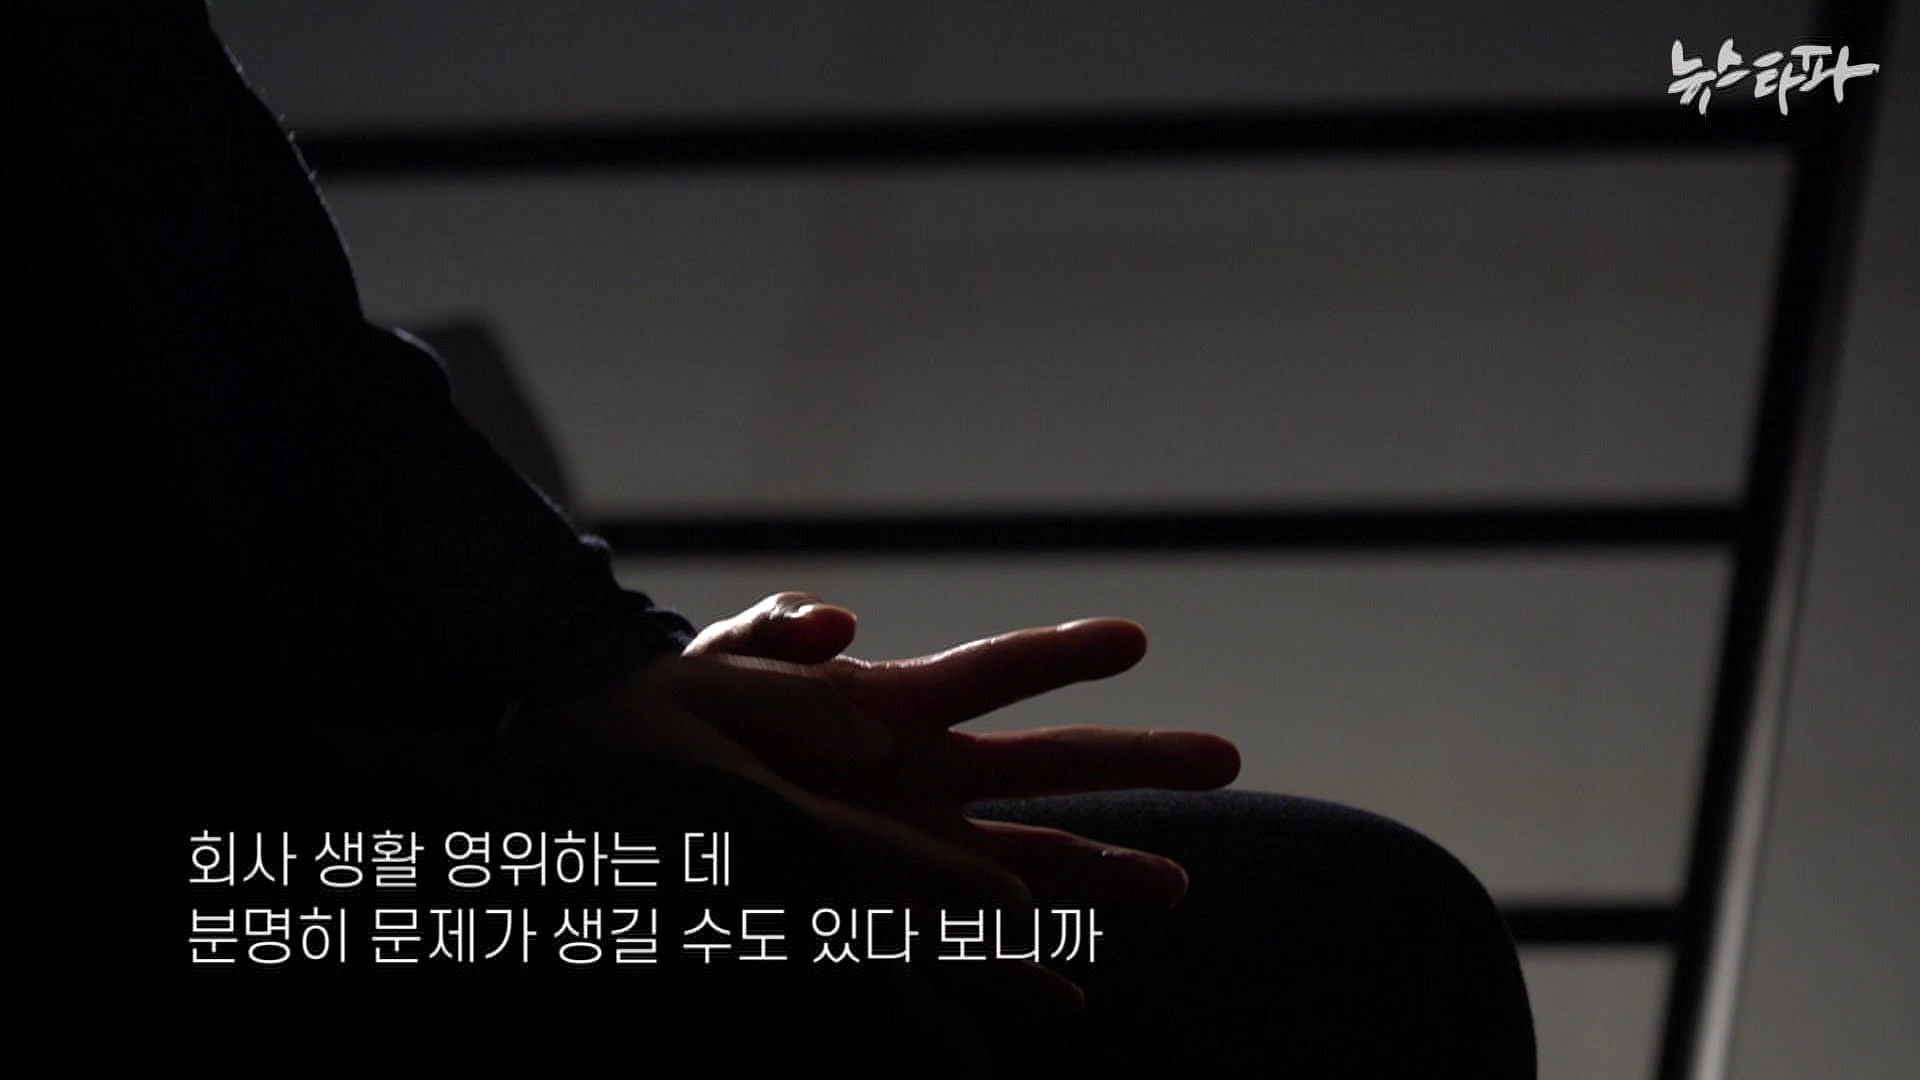 뉴스타파
회사 생활 영위하는 데
분명히 문제가 생길 수도 있다 보니까